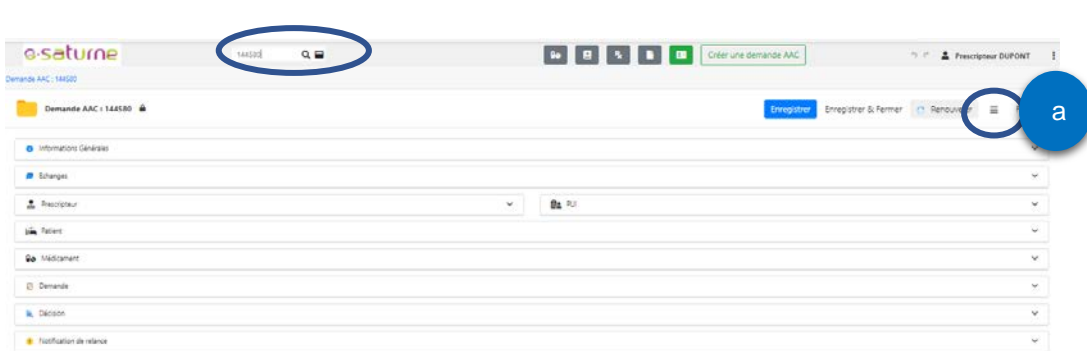 e-saturne
144580
Créer une demande AAC
Prescripteur DUPONT
Demande AAC : 144580
Demande AAC : 144580
Enregistrer
Enregistrer & Fermer
Renouveler
a
Informations Générales
Echanges
Prescripteur
PUI
Patient
Médicament
Demande
Décision
Notification de relance